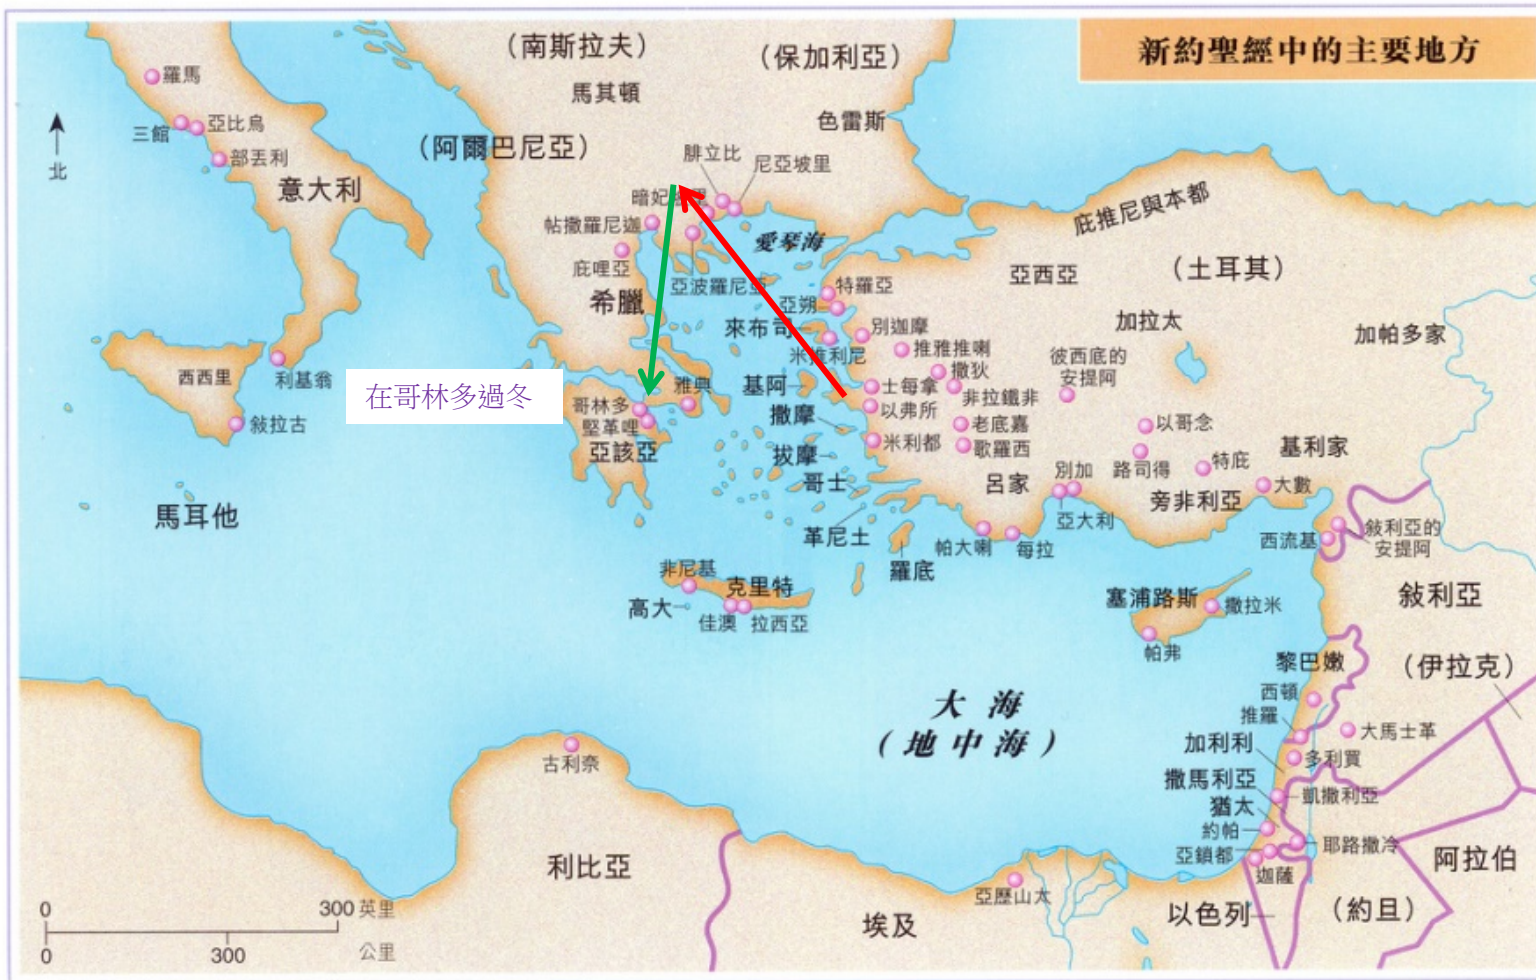 新約聖經中的主要地方
（南斯拉夫）
（保加利亞）
馬其頓
色雷斯
（阿爾巴尼亞）
羅馬
三館
亞比烏
部丟利
北
意大利
腓立比
尼亞坡里
帖撒羅尼迦
庇哩亞
亞波羅尼亞
愛琴海
希臘
庇推尼與本都
亞西亞
（土耳其）
特羅亞
亞朔
來布司
別迦摩
米推利尼
推雅推喇
撒狄
加拉太
加帕多家
彼西底的
安提阿
西西里
利基翁
敍拉古
在哥林多過冬
雅典
哥林多
堅革哩
亞該亞
基阿
士每拿
非拉鐵非
以弗所
撒摩
老底嘉
米利都
歌羅西
拔摩
哥士
呂家
別加
亞大利
以哥念
路司得
特庇
基利家
旁非利亞
大數
馬耳他
革尼土
羅底
帕大喇
每拉
西流基
敍利亞的
安提阿
非尼基
克里特
高大
佳澳
拉西亞
塞浦路斯
撒拉米
帕弗
敍利亞
黎巴嫩
（伊拉克）
西頓
推羅
大馬士革
大海
（地中海）
加利利
多利買
撒馬利亞
凱撒利亞
猶太
約帕
耶路撒冷
亞鎖都
迦薩
阿拉伯
古利奈
利比亞
亞歷山太
埃及
以色列
（約旦）
0
300 英里
0
300
公里